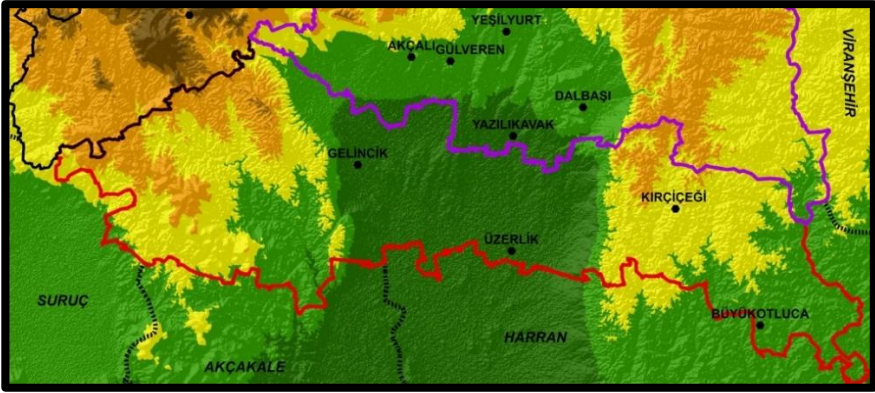 YEŞİLYURT
AKÇALI
GÜLVEREN
VİRANŞEHİR
DALBAŞI
YAZILIKAVAK
GELİNCİK
KIRÇİÇEĞİ
ÜZERLİK
SURUÇ
BÜYÜKOTLUCA
HARRAN
AKÇAKALE